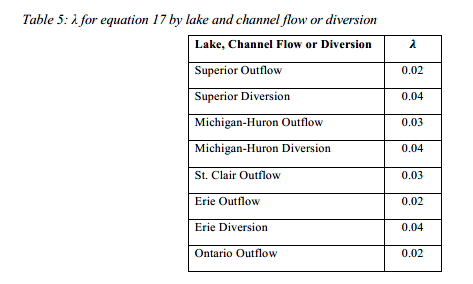 Table 5: λ for equation 17 by lake and channel flow or diversion
Lake, Channel Flow or Diversion λ
Superior Outflow 0.02
Superior Diversion 0.04
Michigan-Huron Outflow 0.03
Michigan-Huron Diversion 0.04
St. Clair Outflow 0.03
Erie Outflow 0.02
Erie Diversion 0.04
Ontario Outflow 0.02